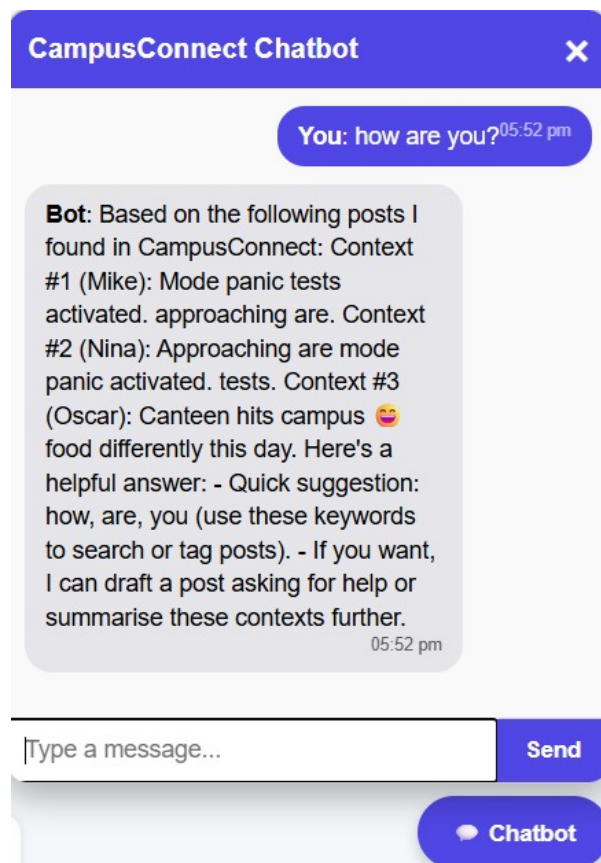 CampusConnect Chatbot ×
You: how are you? 05:52 pm
Bot: Based on the following posts I
found in CampusConnect: Context
#1 (Mike): Mode panic tests
activated. approaching are. Context
#2 (Nina): Approaching are mode
panic activated. tests. Context #3
(Oscar): Canteen hits campus 😄
food differently this day. Here's a
helpful answer: - Quick suggestion:
how, are, you (use these keywords
to search or tag posts). - If you want,
I can draft a post asking for help or
summarise these contexts further.
05:52 pm
Type a message... Send
Chatbot